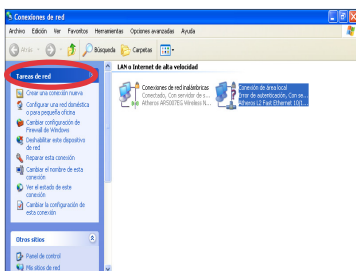 Conexiones de red
Archivo Edición Ver Favoritos Herramientas Opciones avanzadas Ayuda
Atrás Búsqueda Carpetas
LAN o Internet de alta velocidad
Tareas de red
Crear una conexión nueva
Configurar una red doméstica
o para pequeña oficina
Cambiar configuración de
Firewall de Windows
Deshabilitar este dispositivo
de red
Reparar esta conexión
Cambiar el nombre de esta
conexión
Ver el estado de esta
conexión
Cambiar la configuración de
esta conexión
Otros sitios
Panel de control
Mis sitios de red
Conexiones de red inalámbricas
Conectado, Con servidor de s...
Atheros AR5007EG Wireless N...
Conexión de área local
Error de autenticación, Con se...
Atheros L2 Fast Ethernet 10/1...